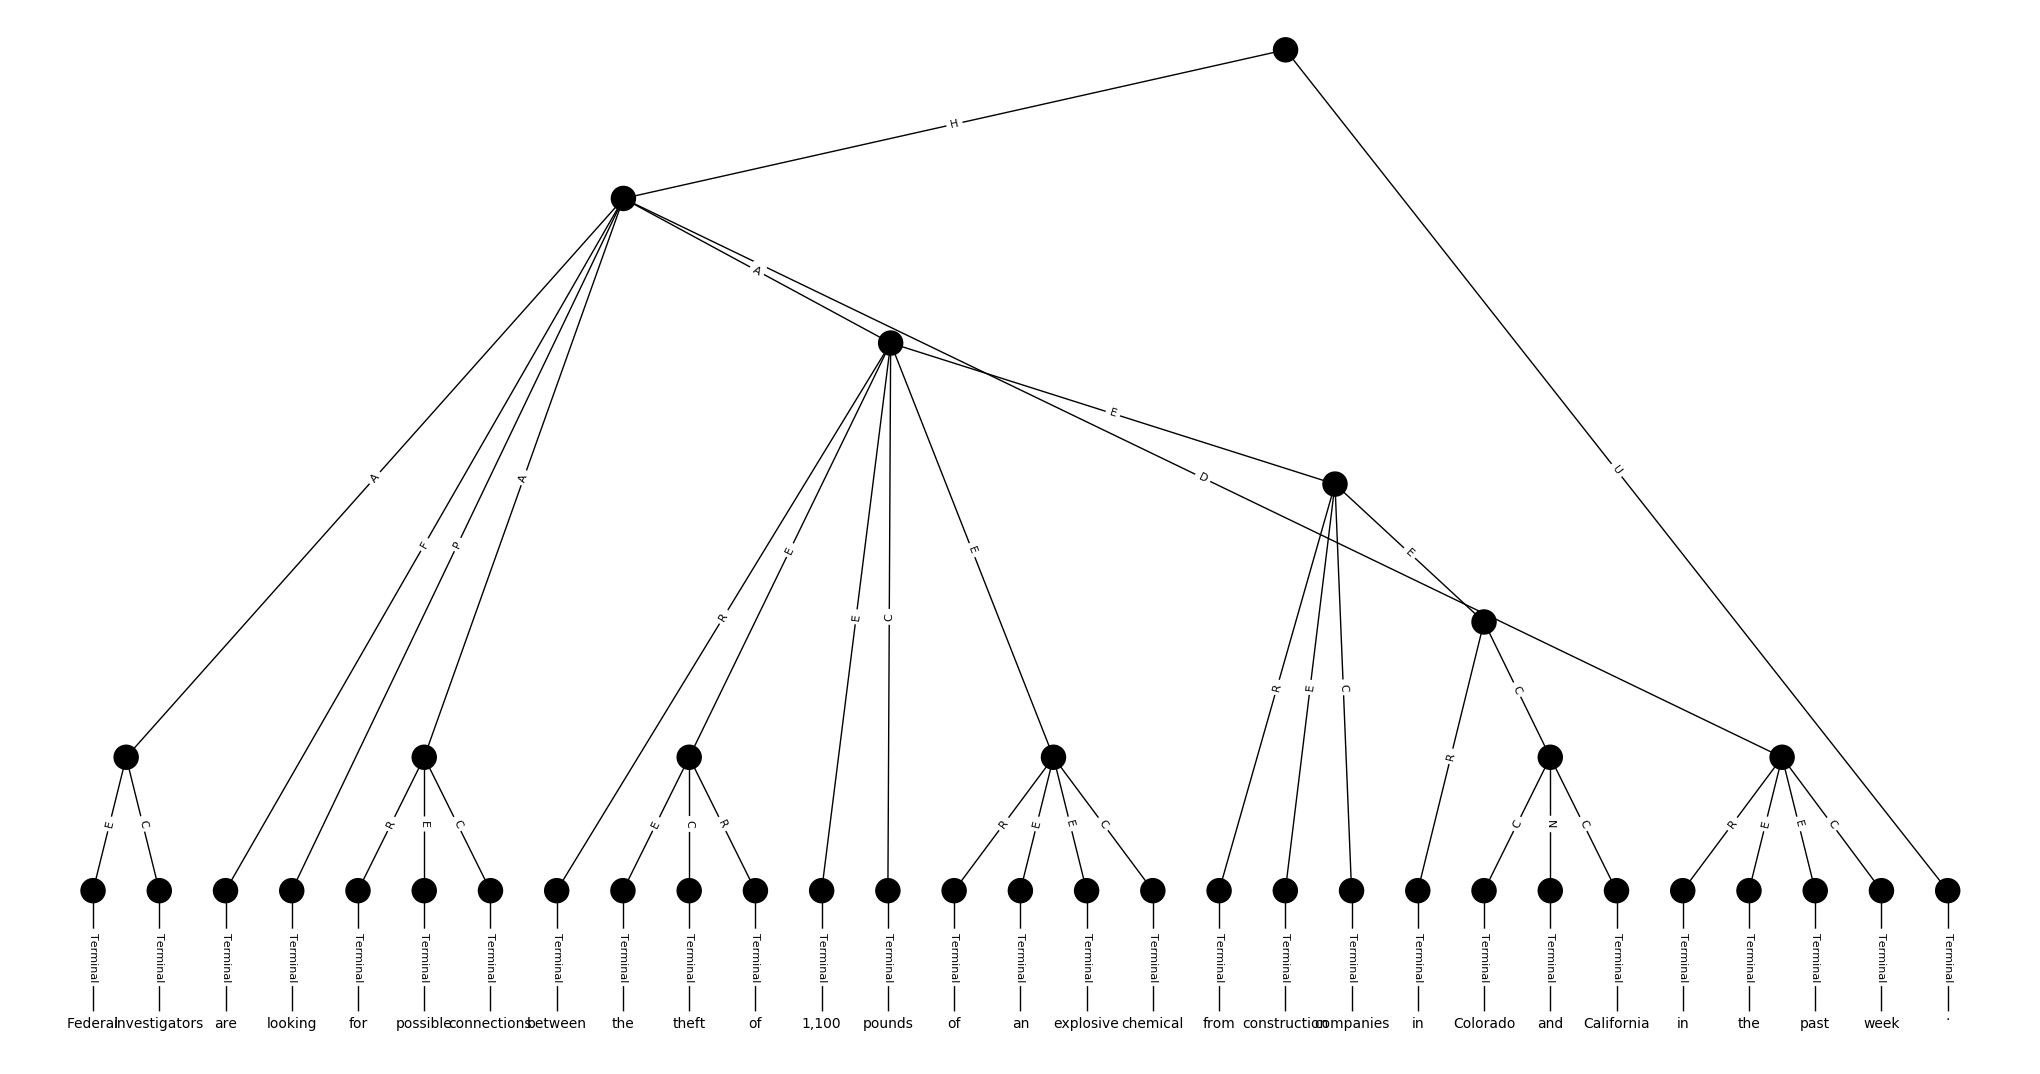 H
A
A
E
D
U
A
F
P
A
R
E
E
C
E
R
E
C
E
R
C
E
C
R
E
C
E
C
R
R
E
E
C
C
N
C
R
E
E
C
Terminal Terminal Terminal Terminal Terminal Terminal Terminal Terminal Terminal Terminal Terminal Terminal Terminal Terminal Terminal Terminal Terminal Terminal Terminal Terminal Terminal Terminal Terminal Terminal Terminal Terminal Terminal Terminal Terminal
Federal investigators are looking for possible connections between the theft of 1,100 pounds of an explosive chemical from construction companies in Colorado and California in the past week .